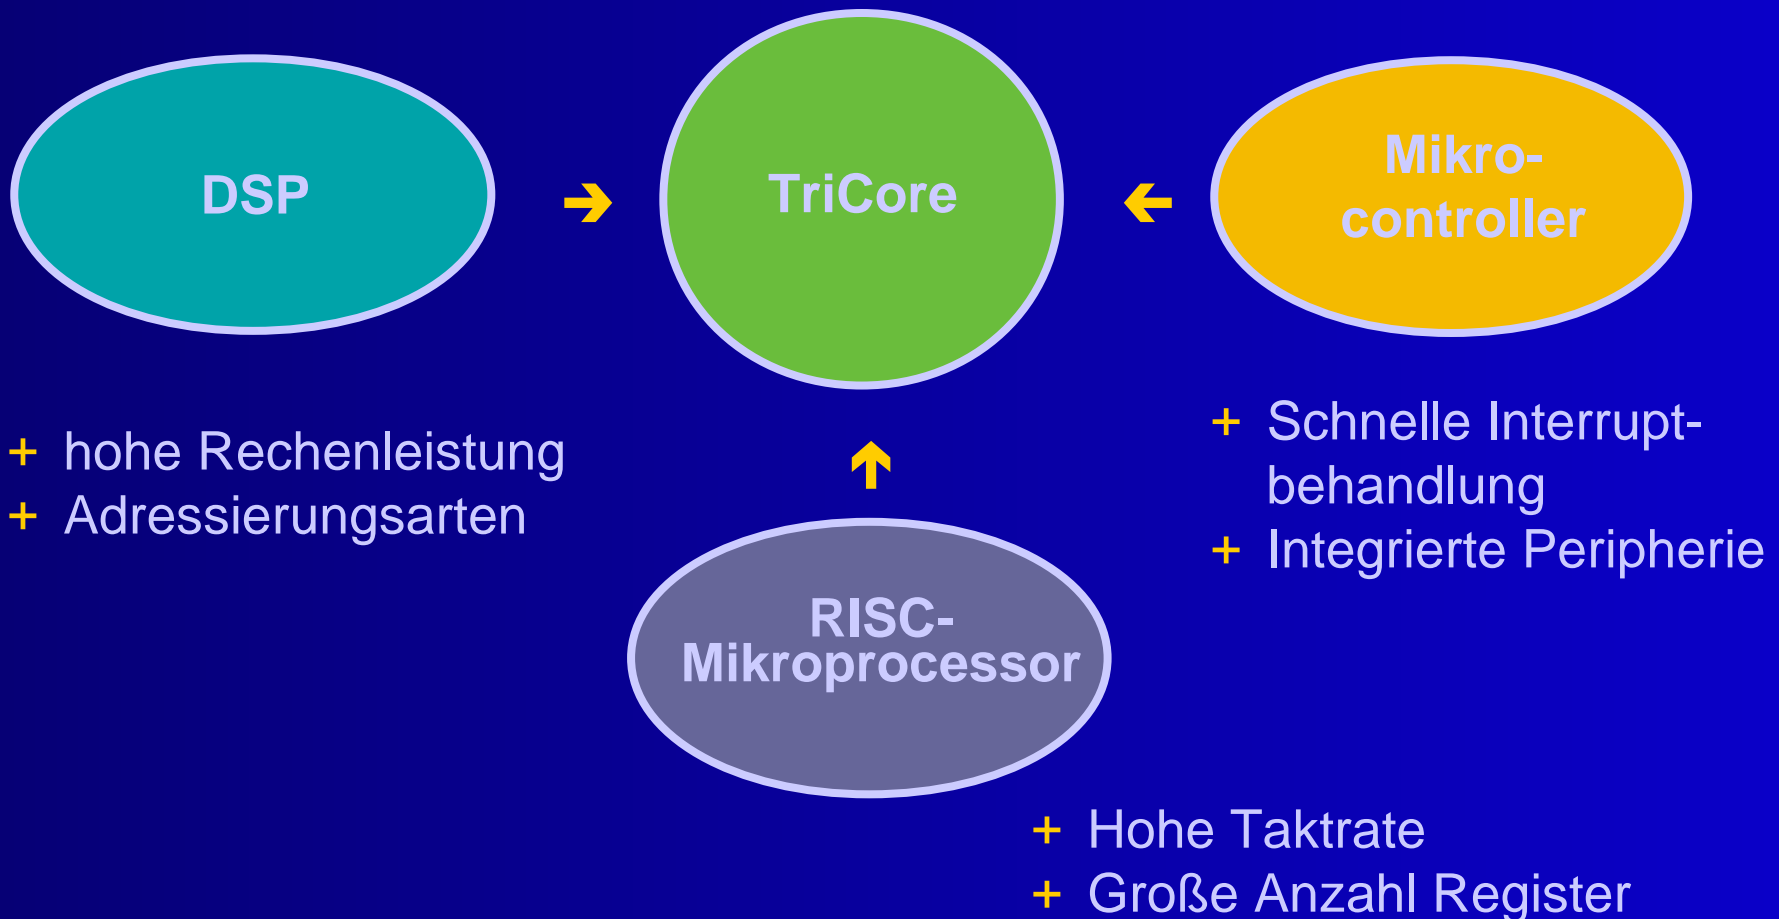 DSP
TriCore
Mikro-
controller
+ hohe Rechenleistung
+ Adressierungsarten
+ Schnelle Interrupt-
behandlung
+ Integrierte Peripherie
RISC-
Mikroprocessor
+ Hohe Taktrate
+ Große Anzahl Register